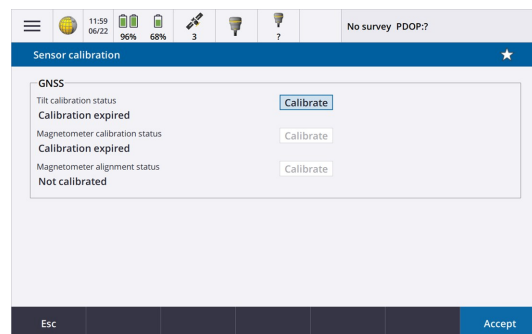 11:59
06/22
96%
68%
3
?
No survey PDOP:?
Sensor calibration
GNSS
Tilt calibration status
Calibrate
Calibration expired
Magnetometer calibration status
Calibrate
Calibration expired
Magnetometer alignment status
Calibrate
Not calibrated
Esc
Accept